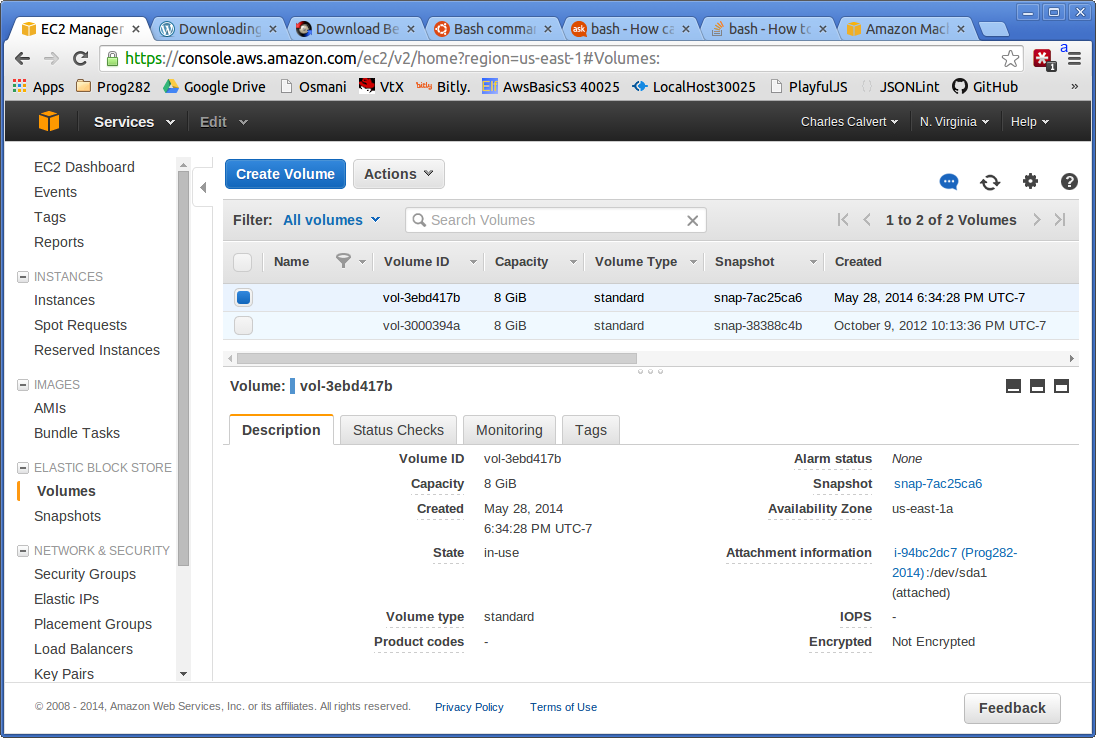 EC2 Manager
Downloading
Download Be
Bash comman
bash - How ca
bash - How to
Amazon Mac
https://console.aws.amazon.com/ec2/v2/home?region=us-east-1#Volumes:
1
a
Apps Prog282 Google Drive Osmani VtX bitly Bitly. AwsBasicS3 40025 LocalHost30025 PlayfulJS JSONLint GitHub »
Services Edit Charles Calvert N. Virginia Help
EC2 Dashboard
Events
Tags
Reports
INSTANCES
Instances
Spot Requests
Reserved Instances
IMAGES
AMIs
Bundle Tasks
ELASTIC BLOCK STORE
Volumes
Snapshots
NETWORK & SECURITY
Security Groups
Elastic IPs
Placement Groups
Load Balancers
Key Pairs
Create Volume Actions
Filter: All volumes Search Volumes 1 to 2 of 2 Volumes
Name Volume ID Capacity Volume Type Snapshot Created
vol-3ebd417b 8 GiB standard snap-7ac25ca6 May 28, 2014 6:34:28 PM UTC-7
vol-3000394a 8 GiB standard snap-38388c4b October 9, 2012 10:13:36 PM UTC-7
Volume: vol-3ebd417b
Description Status Checks Monitoring Tags
Volume ID vol-3ebd417b Alarm status None
Capacity 8 GiB Snapshot snap-7ac25ca6
Created May 28, 2014 Availability Zone us-east-1a
6:34:28 PM UTC-7
State in-use Attachment information i-94bc2dc7 (Prog282-
2014):/dev/sda1
(attached)
Volume type standard IOPS -
Product codes - Encrypted Not Encrypted
© 2008 - 2014, Amazon Web Services, Inc. or its affiliates. All rights reserved. Privacy Policy Terms of Use Feedback